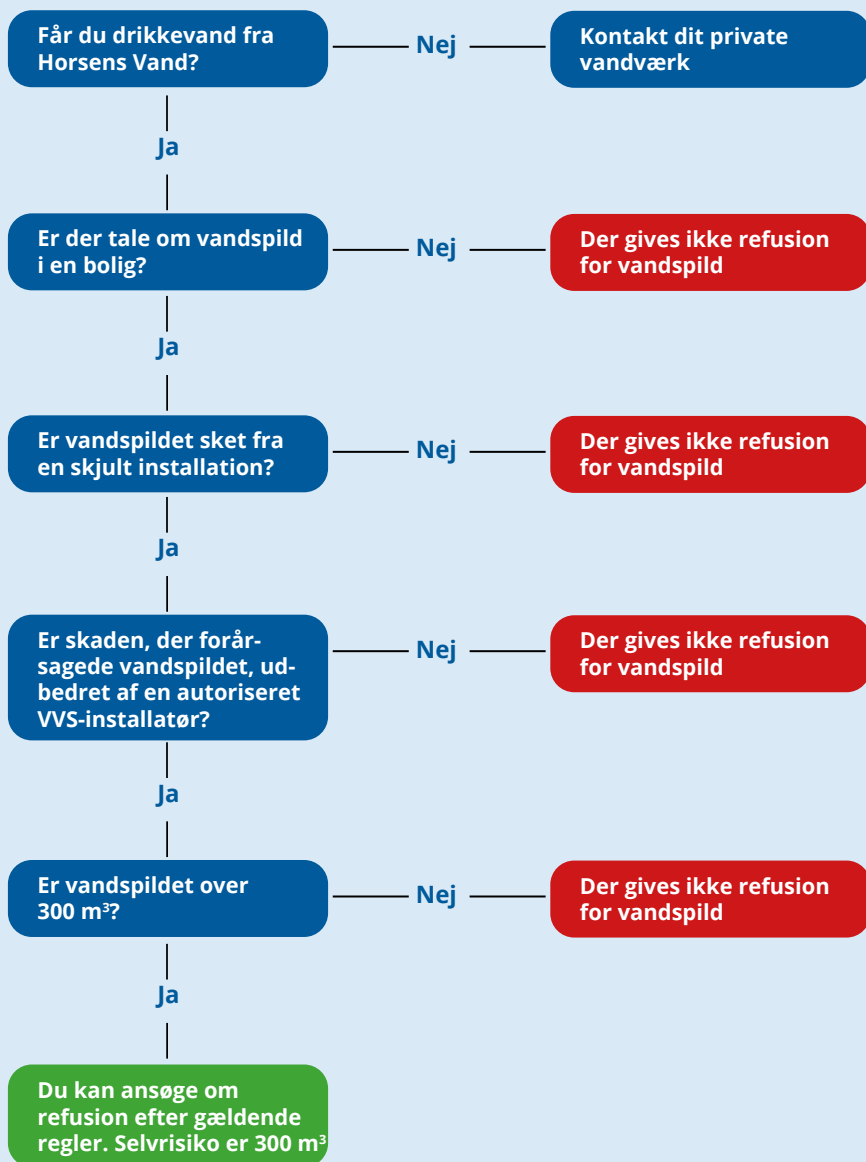 Får du drikkevand fra
Horsens Vand?
Nej
Kontakt dit private
vandværk
Ja
Er der tale om vandspild
i en bolig?
Nej
Der gives ikke refusion
for vandspild
Ja
Er vandspildet sket fra
en skjult installation?
Nej
Der gives ikke refusion
for vandspild
Ja
Er skaden, der forår-
sagede vandspildet, ud-
bedret af en autoriseret
VVS-installatør?
Nej
Der gives ikke refusion
for vandspild
Ja
Er vandspildet over
300 m³?
Nej
Der gives ikke refusion
for vandspild
Ja
Du kan ansøge om
refusion efter gældende
regler. Selvrisiko er 300 m³